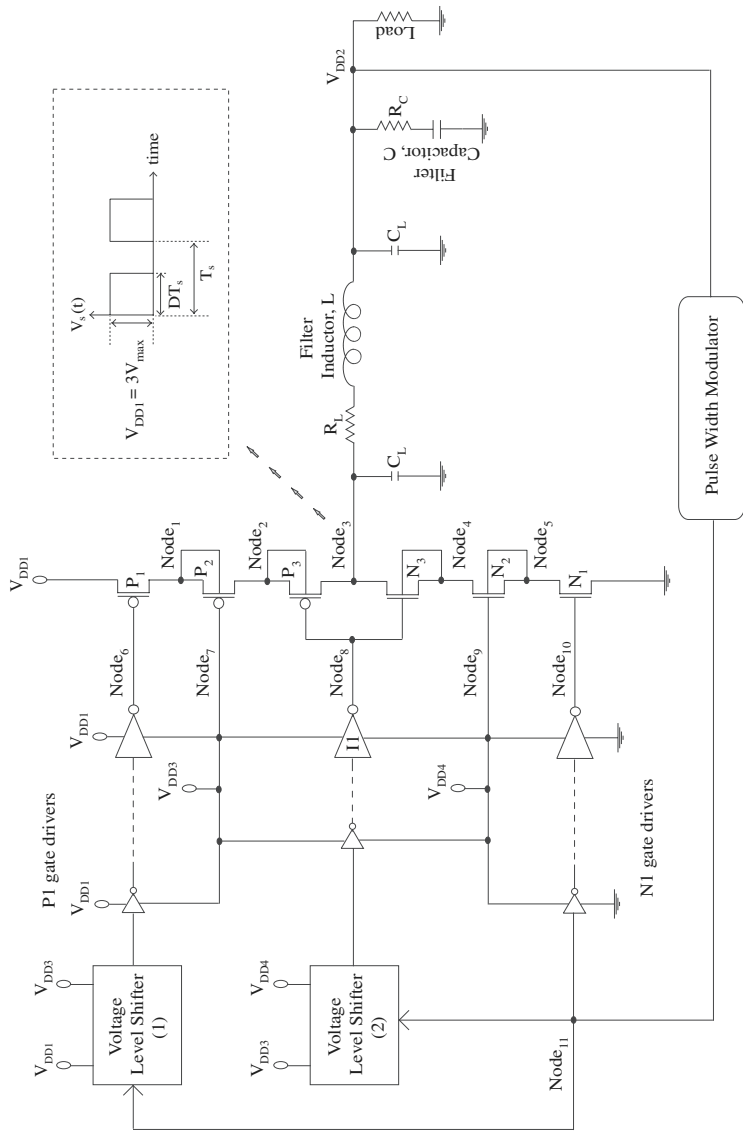 V_DD1
V_DD3
Voltage
Level Shifter
(1)
V_DD3
V_DD4
Voltage
Level Shifter
(2)
Node_11
P1 gate drivers
V_DD1
V_DD1
V_DD3
I1
V_DD4
N1 gate drivers
Node_6
Node_7
Node_8
Node_9
Node_10
V_DD1
P_1
Node_1
P_2
Node_2
P_3
Node_3
N_3
Node_4
N_2
Node_5
N_1
V_s(t)
V_DD1 = 3V_max
DT_s
T_s
time
R_L
C_L
Filter
Inductor, L
C_L
Filter
Capacitor, C
R_C
V_DD2
Load
Pulse Width Modulator